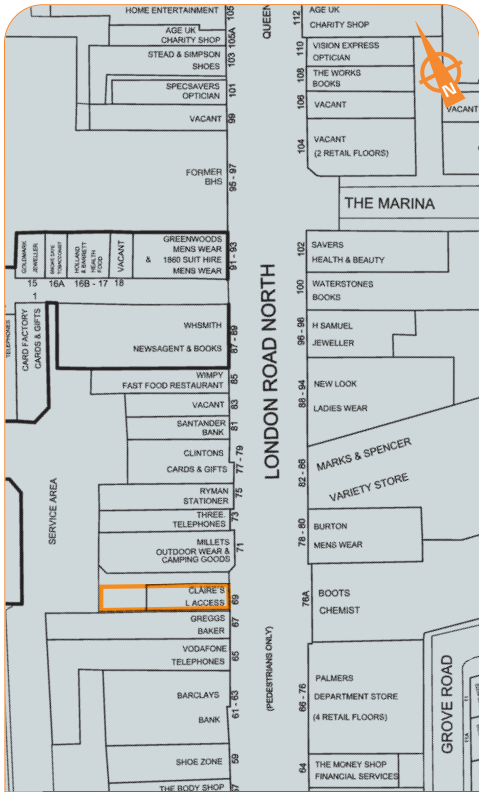 HOME ENTERTAINMENT
105
AGE UK
CHARITY SHOP
105A
STEAD & SIMPSON
SHOES
103
SPECSAVERS
OPTICIAN
101
VACANT
99
FORMER
BHS
95 - 97
GOLDMARK
JEWELLER
15
SMOKE SAFE
TOBACCONIST
16A
HOLLAND
& BARRETT
HEALTH
FOOD
16B - 17
VACANT
18
&
GREENWOODS
MENS WEAR
1860 SUIT HIRE
MENS WEAR
91 - 93
1
TELEPHONES
CARD FACTORY
CARDS & GIFTS
WHSMITH
NEWSAGENT & BOOKS
87 - 89
WIMPY
FAST FOOD RESTAURANT
85
VACANT
83
SANTANDER
BANK
81
CLINTONS
CARDS & GIFTS
77 - 79
RYMAN
STATIONER
75
THREE
TELEPHONES
73
MILLETS
OUTDOOR WEAR &
CAMPING GOODS
71
SERVICE AREA
CLAIRE'S
L ACCESS
69
GREGGS
BAKER
67
VODAFONE
TELEPHONES
65
BARCLAYS
BANK
61 - 63
SHOE ZONE
59
THE BODY SHOP
57
QUEEN
LONDON ROAD NORTH
(PEDESTRIANS ONLY)
112
AGE UK
CHARITY SHOP
110
VISION EXPRESS
OPTICIAN
108
THE WORKS
BOOKS
106
VACANT
104
VACANT
(2 RETAIL FLOORS)
N
VACANT
THE MARINA
102
SAVERS
HEALTH & BEAUTY
100
WATERSTONES
BOOKS
96 - 98
H SAMUEL
JEWELLER
88 - 94
NEW LOOK
LADIES WEAR
82 - 86
MARKS & SPENCER
VARIETY STORE
78 - 80
BURTON
MENS WEAR
76A
BOOTS
CHEMIST
66 - 76
PALMERS
DEPARTMENT STORE
(4 RETAIL FLOORS)
64
THE MONEY SHOP
FINANCIAL SERVICES
GROVE ROAD